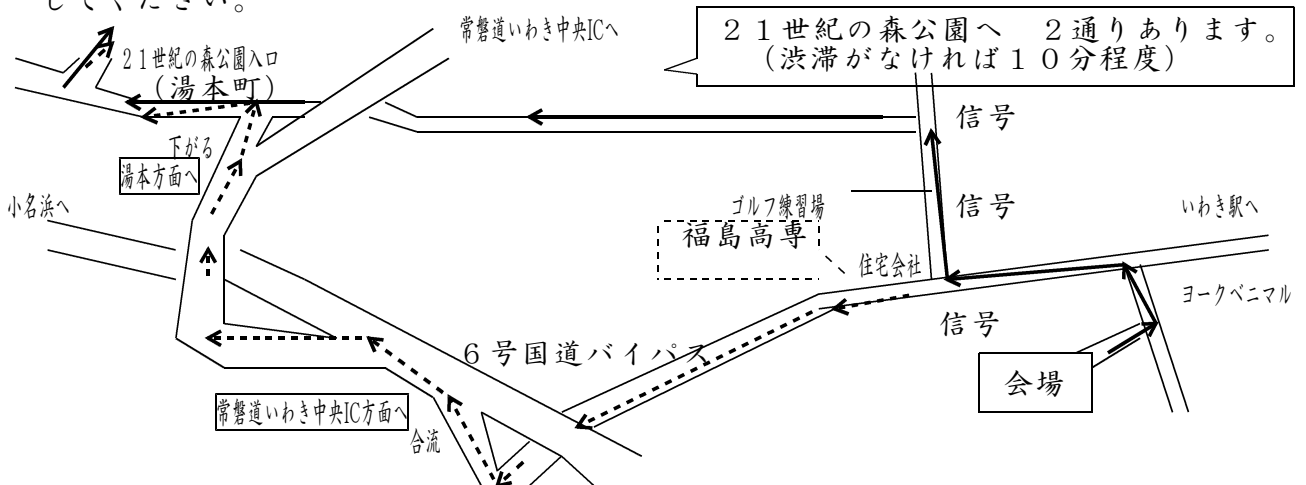 してください。
常磐道いわき中央ICへ
２１世紀の森公園へ　２通りあります。
（渋滞がなければ１０分程度）
２１世紀の森公園入口
（湯本町）
信号
下がる
湯本方面へ
小名浜へ
ゴルフ練習場
信号
いわき駅へ
福島高専
住宅会社
ヨークベニマル
信号
６号国道バイパス
会場
常磐道いわき中央IC方面へ
合流